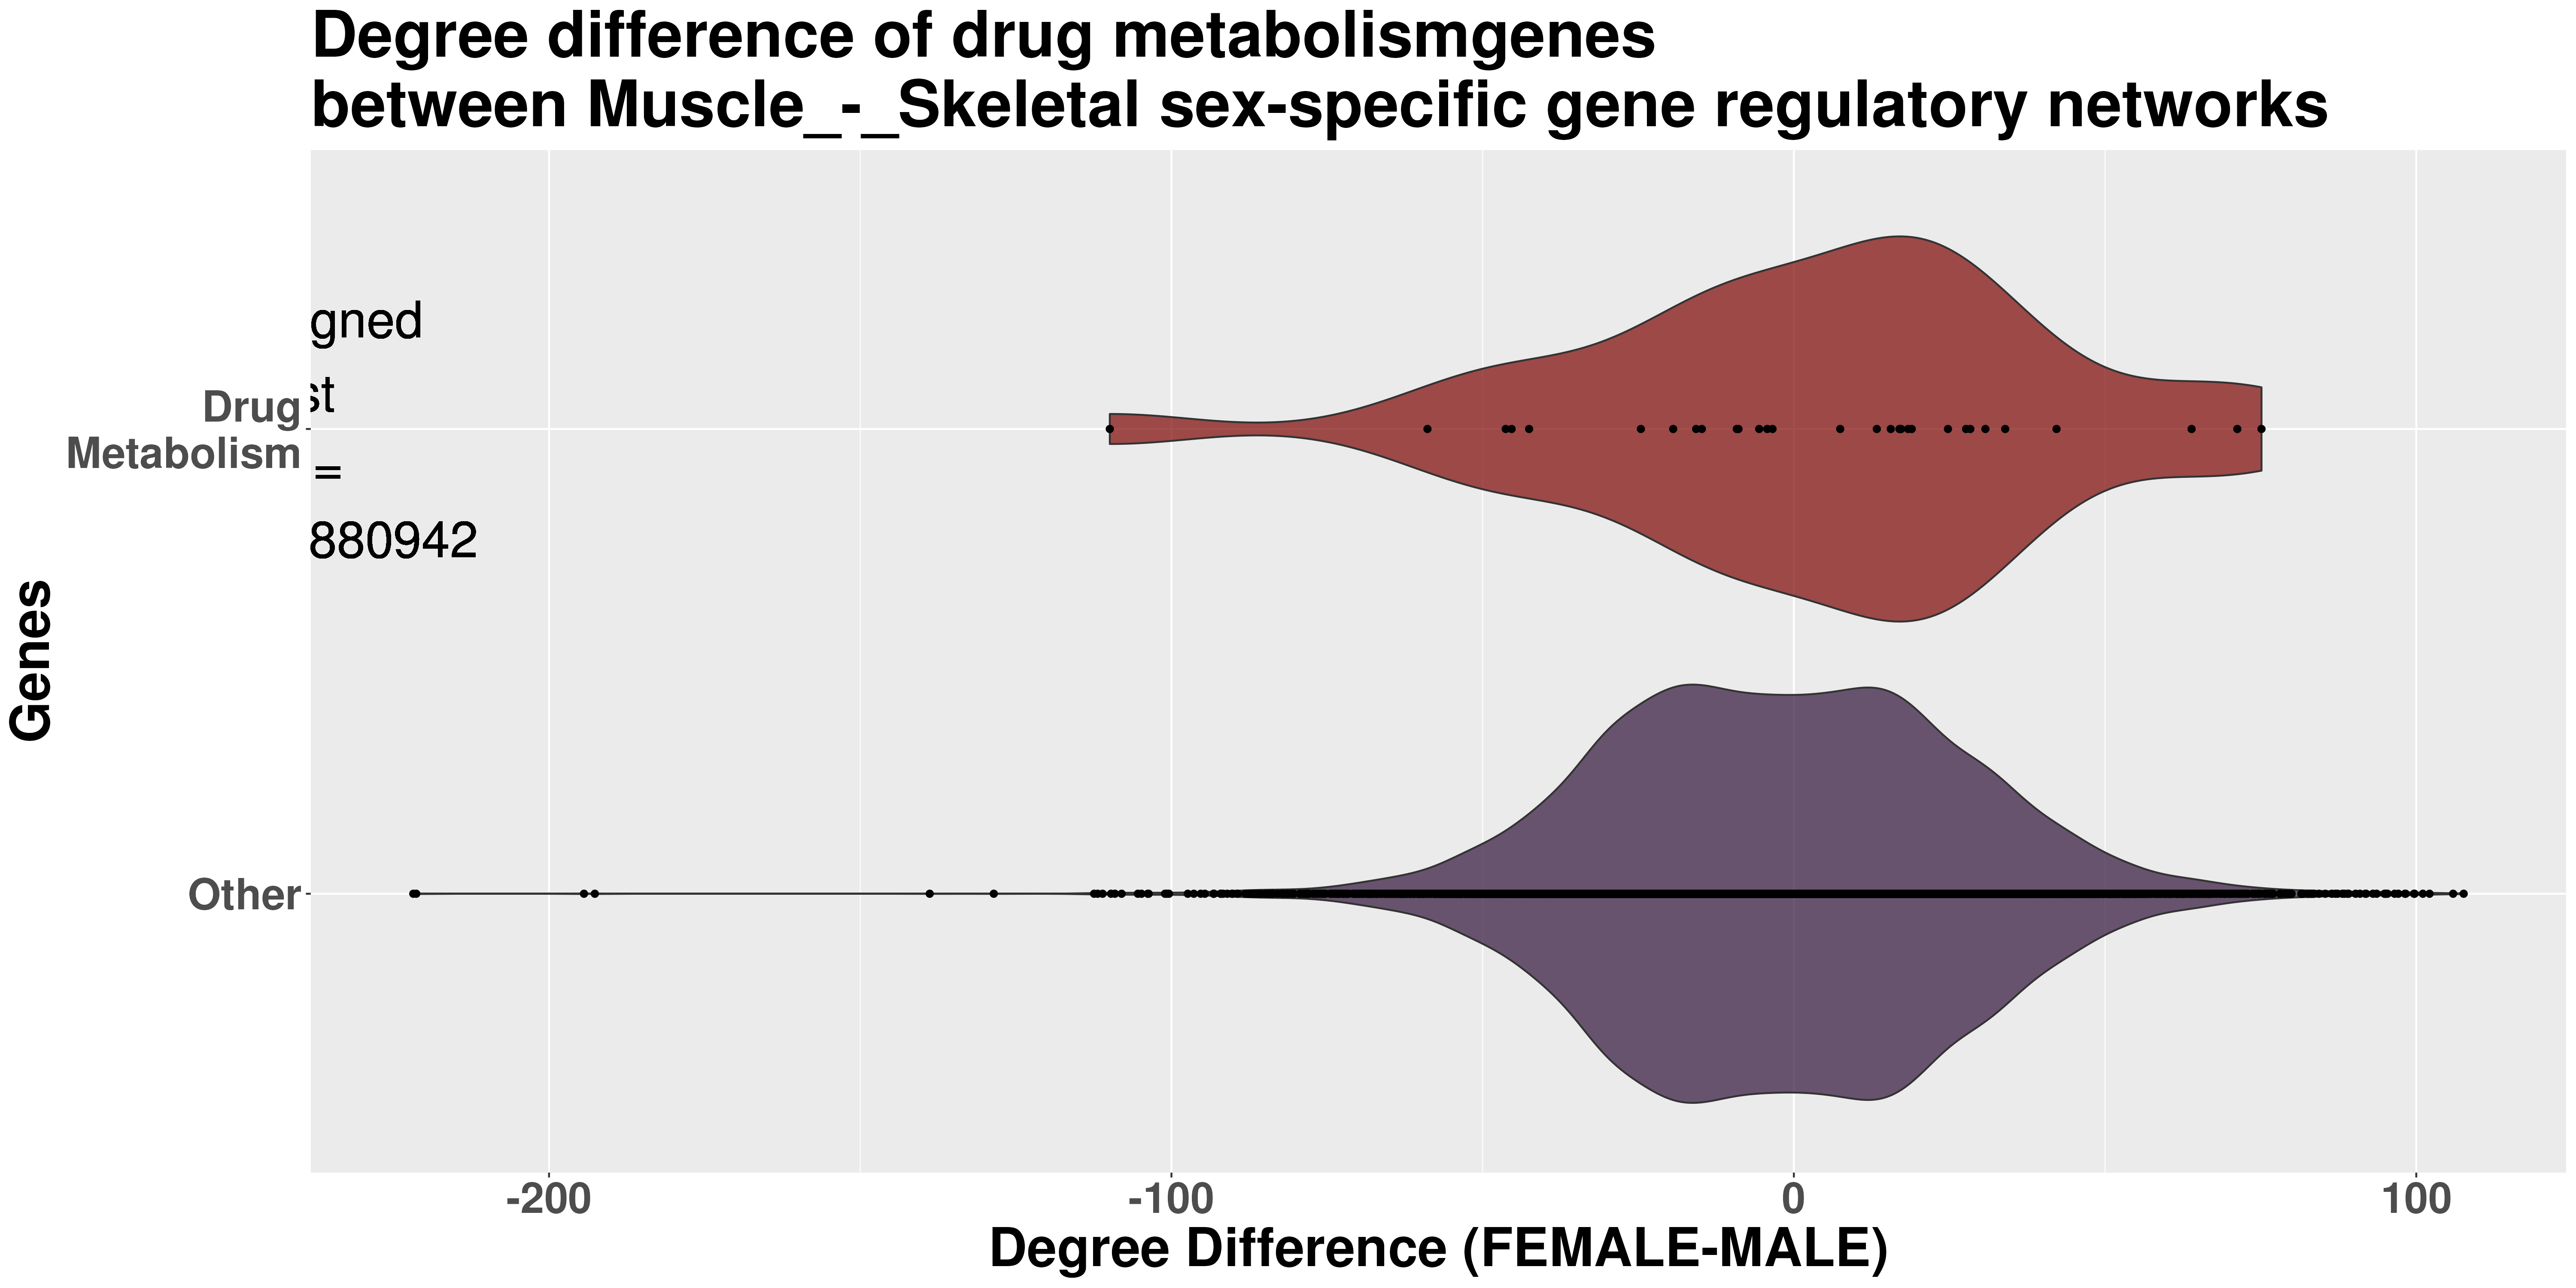 Degree difference of drug metabolismgenes
between Muscle_-_Skeletal sex-specific gene regulatory networks
gned
st
=
880942
Drug
Metabolism
Other
Genes
-200 -100 0 100
Degree Difference (FEMALE-MALE)